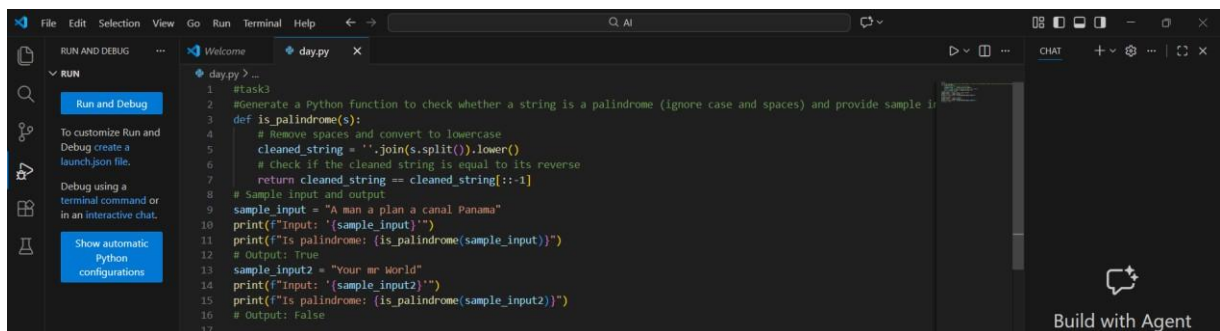 File Edit Selection View Go Run Terminal Help ← → AI
RUN AND DEBUG ...
RUN
Run and Debug
To customize Run and
Debug create a
launch.json file.
Debug using a
terminal command or
in an interactive chat.
Show automatic
Python
configurations
Welcome day.py ×
day.py > ...
1 #task3
2 #Generate a Python function to check whether a string is a palindrome (ignore case and spaces) and provide sample
3 def is_palindrome(s):
4     # Remove spaces and convert to lowercase
5     cleaned_string = ''.join(s.split()).lower()
6     # Check if the cleaned string is equal to its reverse
7     return cleaned_string == cleaned_string[::-1]
8 # Sample input and output
9 sample_input = "A man a plan a canal Panama"
10 print(f"Input: '{sample_input}'")
11 print(f"Is palindrome: {is_palindrome(sample_input)}")
12 # Output: True
13 sample_input2 = "Your mr World"
14 print(f"Input: '{sample_input2}'")
15 print(f"Is palindrome: {is_palindrome(sample_input2)}")
16 # Output: False
17
CHAT
Build with Agent